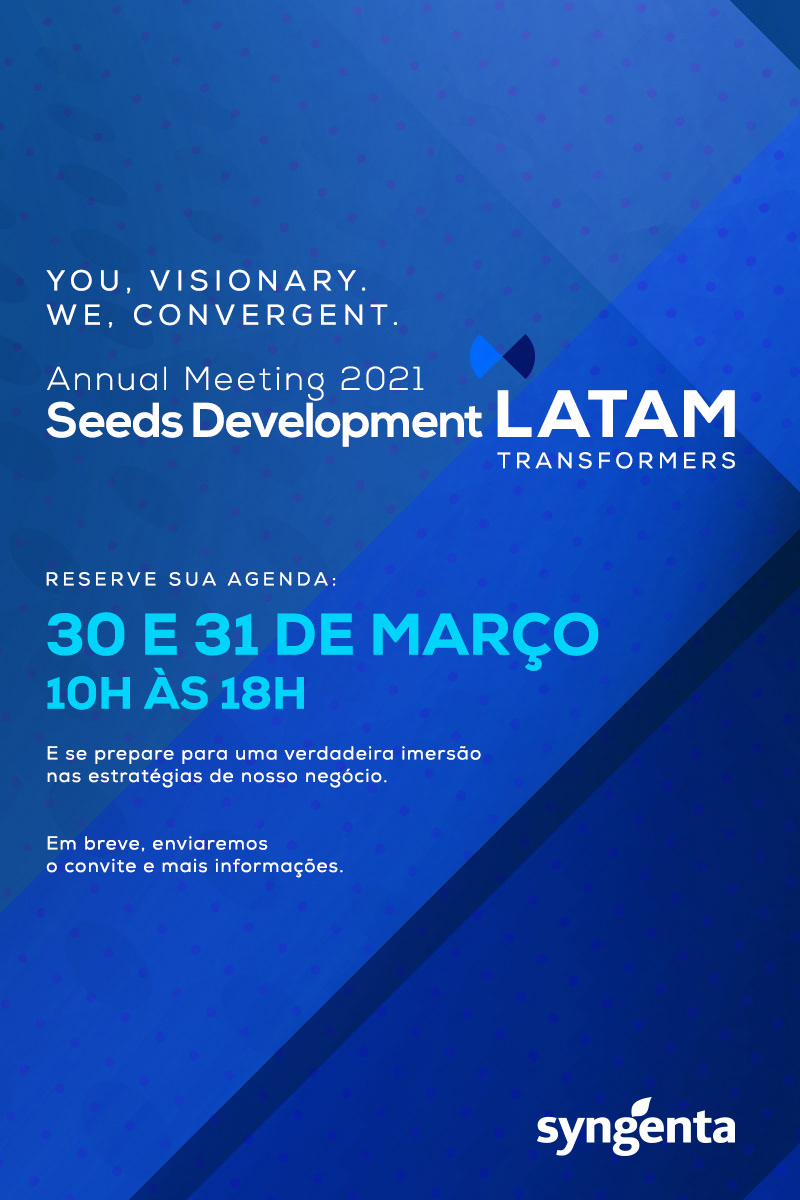 YOU, VISIONARY.
WE, CONVERGENT.
Annual Meeting 2021
Seeds Development LATAM
TRANSFORMERS
RESERVE SUA AGENDA:
30 E 31 DE MARÇO
10H ÀS 18H
E se prepare para uma verdadeira imersão
nas estratégias de nosso negócio.
Em breve, enviaremos
o convite e mais informações.
syngenta